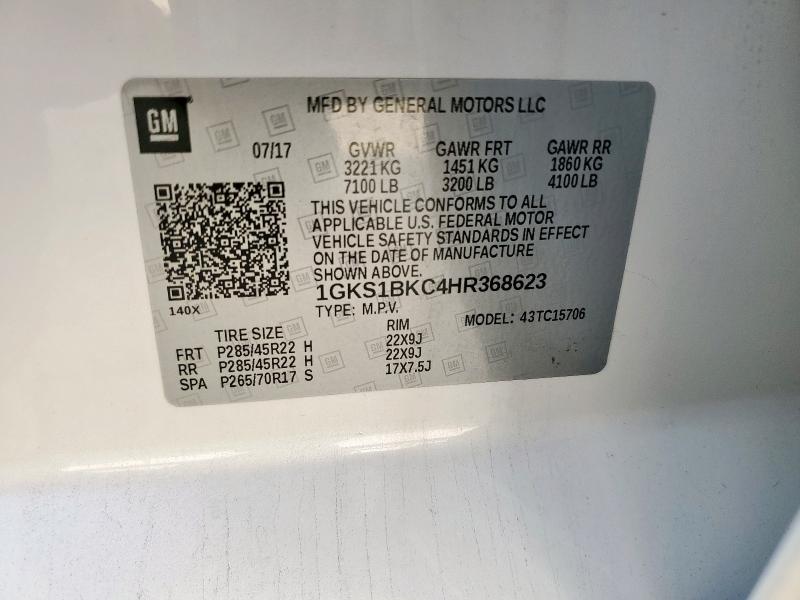 GM
MFD BY GENERAL MOTORS LLC
07/17 GVWR GAWR FRT GAWR RR
3221 KG 1451 KG 1860 KG
7100 LB 3200 LB 4100 LB
THIS VEHICLE CONFORMS TO ALL
APPLICABLE U.S. FEDERAL MOTOR
VEHICLE SAFETY STANDARDS IN EFFECT
ON THE DATE OF MANUFACTURE
SHOWN ABOVE.
1GKS1BKC4HR368623
140X TYPE: M.P.V. MODEL: 43TC15706
TIRE SIZE RIM
FRT P285/45R22 H 22X9J
RR P285/45R22 H 22X9J
SPA P265/70R17 S 17X7.5J